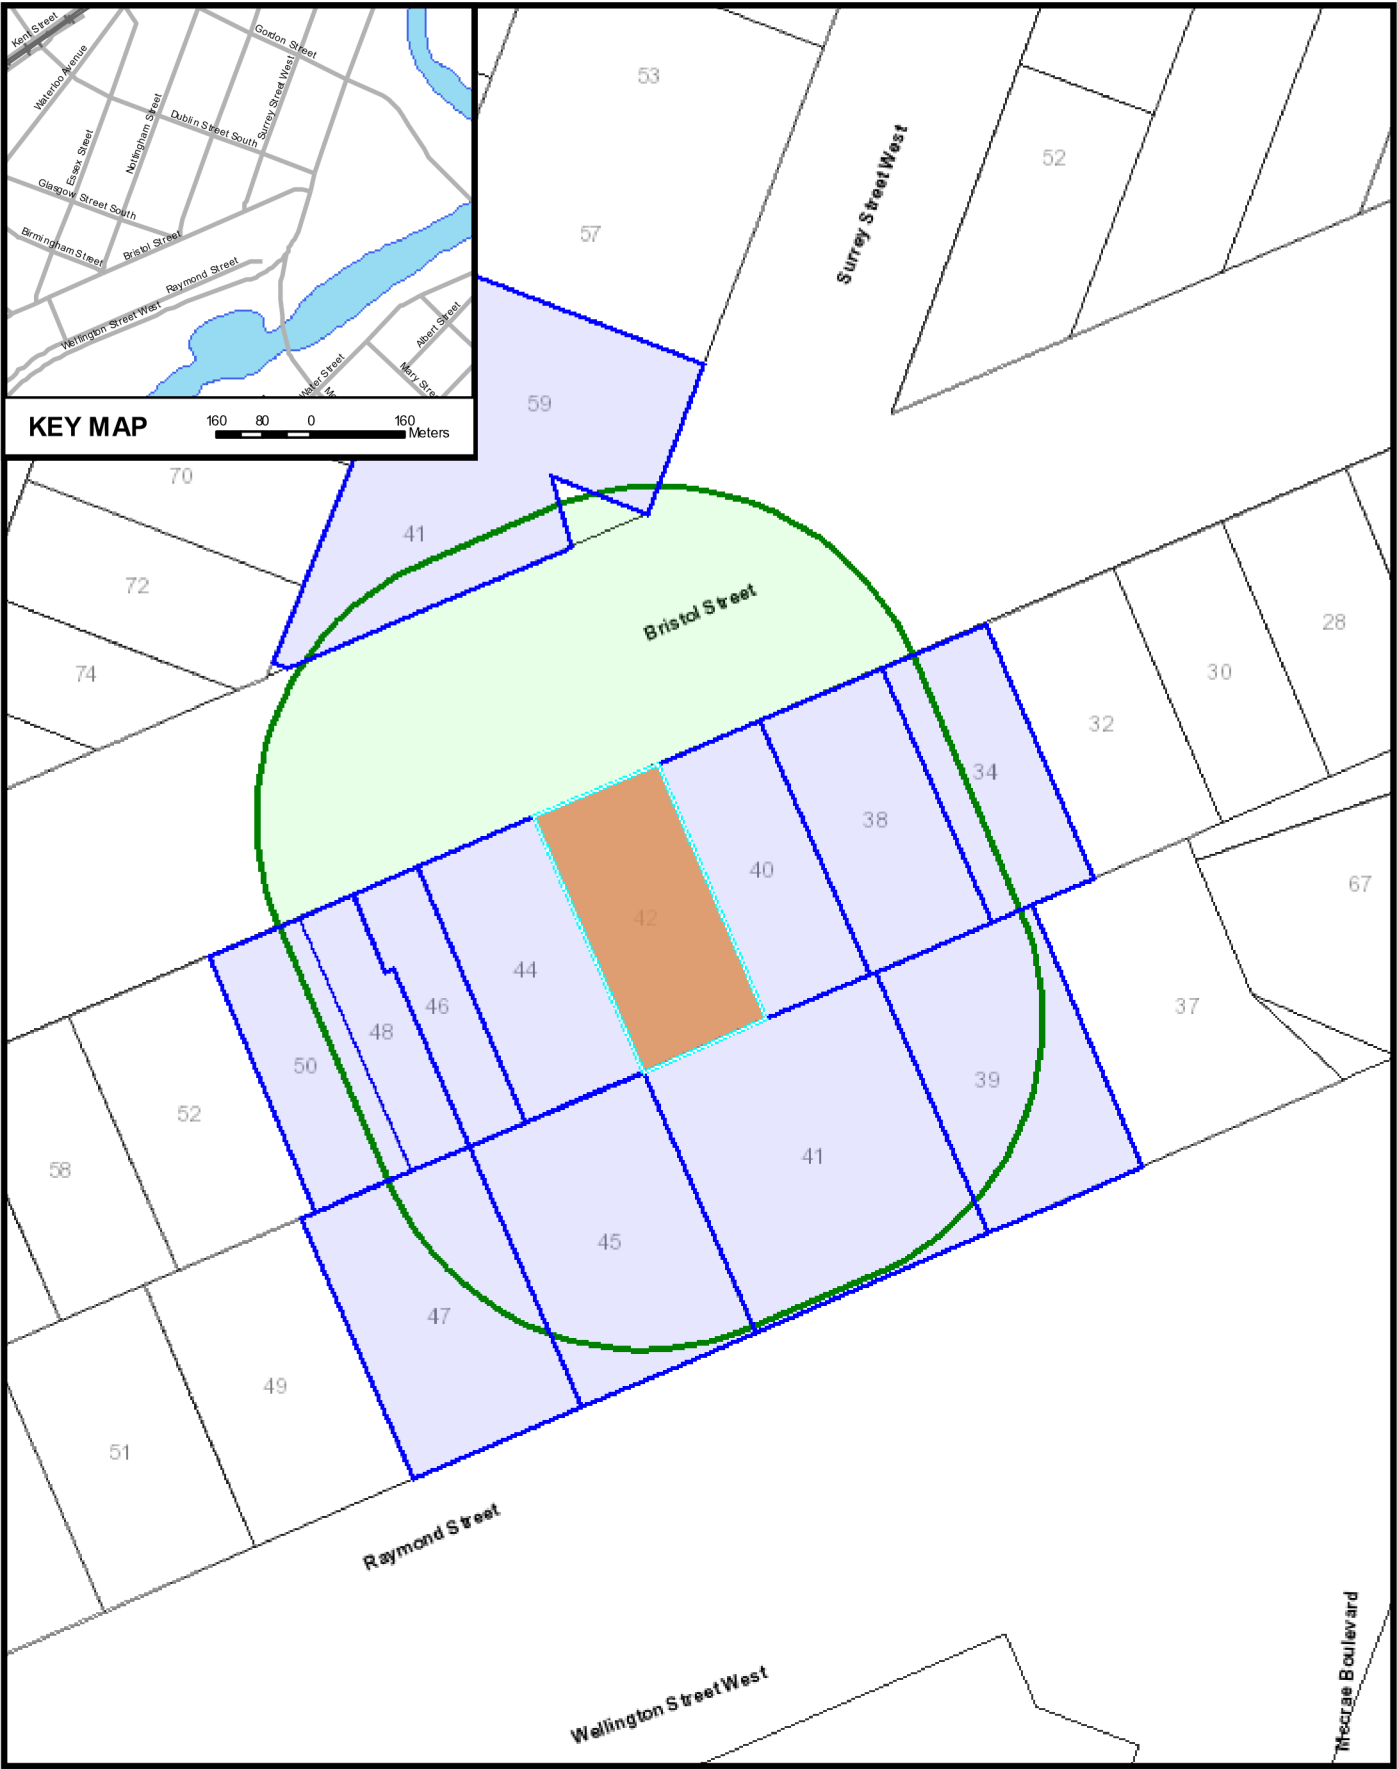 Kent Street
Waterloo Avenue
Essex Street
Nottingham Street
Gordon Street
Surrey Street West
Dublin Street South
Glasgow Street South
Birmingham Street
Bristol Street
Raymond Street
Wellington Street West
Albert Street
Water Street
Mary Stre
KEY MAP
160 80 0 160
Meters
53
57
Surrey Street West
52
59
70
41
72
74
Bristol Street
28
30
32
34
38
40
42
44
46
48
50
52
58
67
37
39
41
45
47
49
51
Raymond Street
Wellington Street West
Mccrae Boulevard